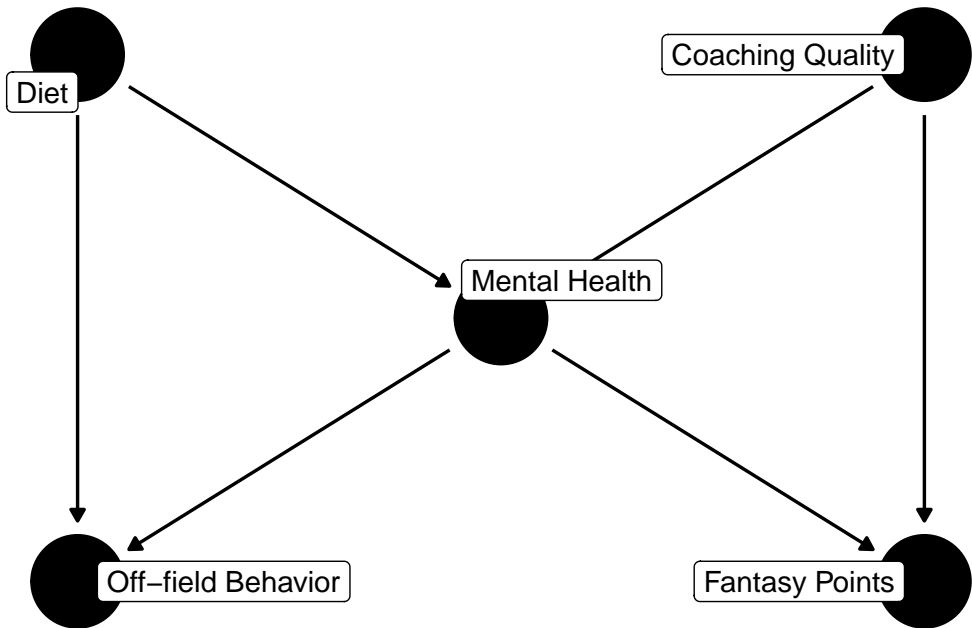 Coaching Quality
Diet
Mental Health
Off–field Behavior
Fantasy Points